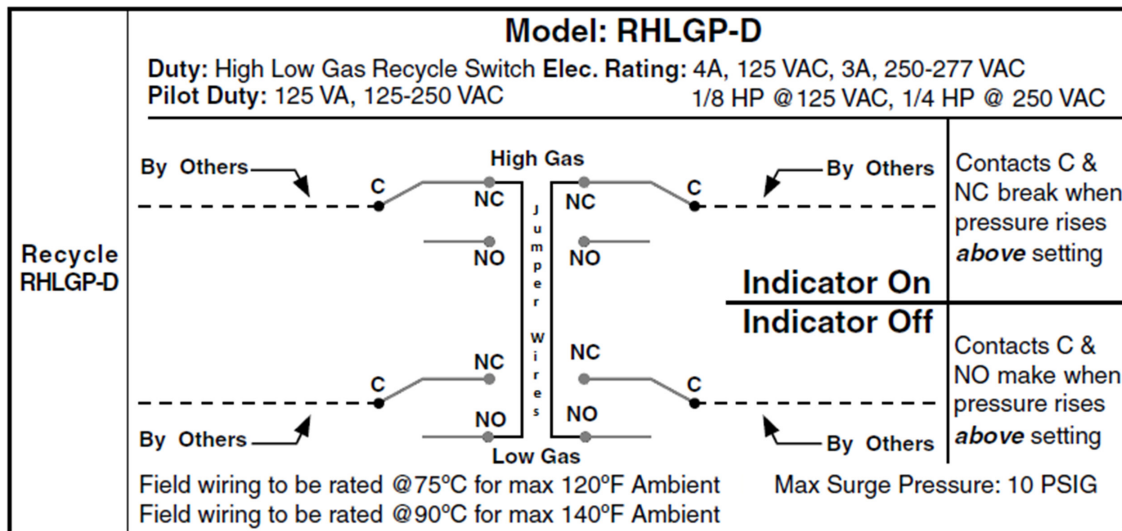 Model: RHLGP-D
Duty: High Low Gas Recycle Switch Elec. Rating: 4A, 125 VAC, 3A, 250-277 VAC
Pilot Duty: 125 VA, 125-250 VAC 1/8 HP @125 VAC, 1/4 HP @ 250 VAC
Recycle
RHLGP-D
By Others
High Gas
By Others
C
NC
NC
C
NO
NO
Jumper Wires
Contacts C &
NC break when
pressure rises
above setting
Indicator On
Indicator Off
NC
NC
C
C
NO
NO
By Others
Low Gas
By Others
Contacts C &
NO make when
pressure rises
above setting
Field wiring to be rated @75ºC for max 120ºF Ambient
Max Surge Pressure: 10 PSIG
Field wiring to be rated @90ºC for max 140ºF Ambient